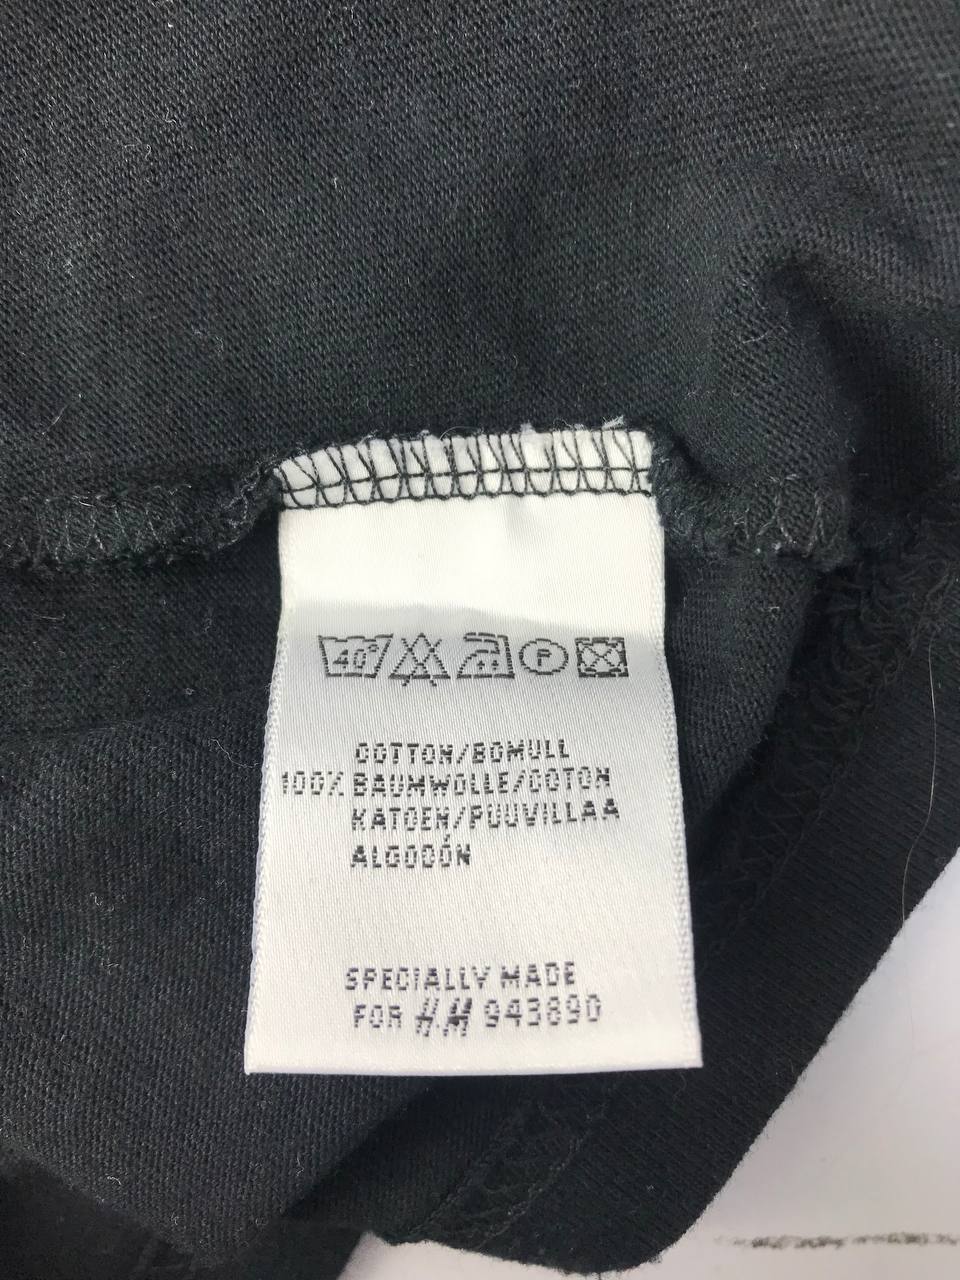 40°
P
COTTON/BOMULL
100% BAUMWOLLE/COTON
KATOEN/PUUVILLAA
ALGODÓN
SPECIALLY MADE
FOR H&M 943890